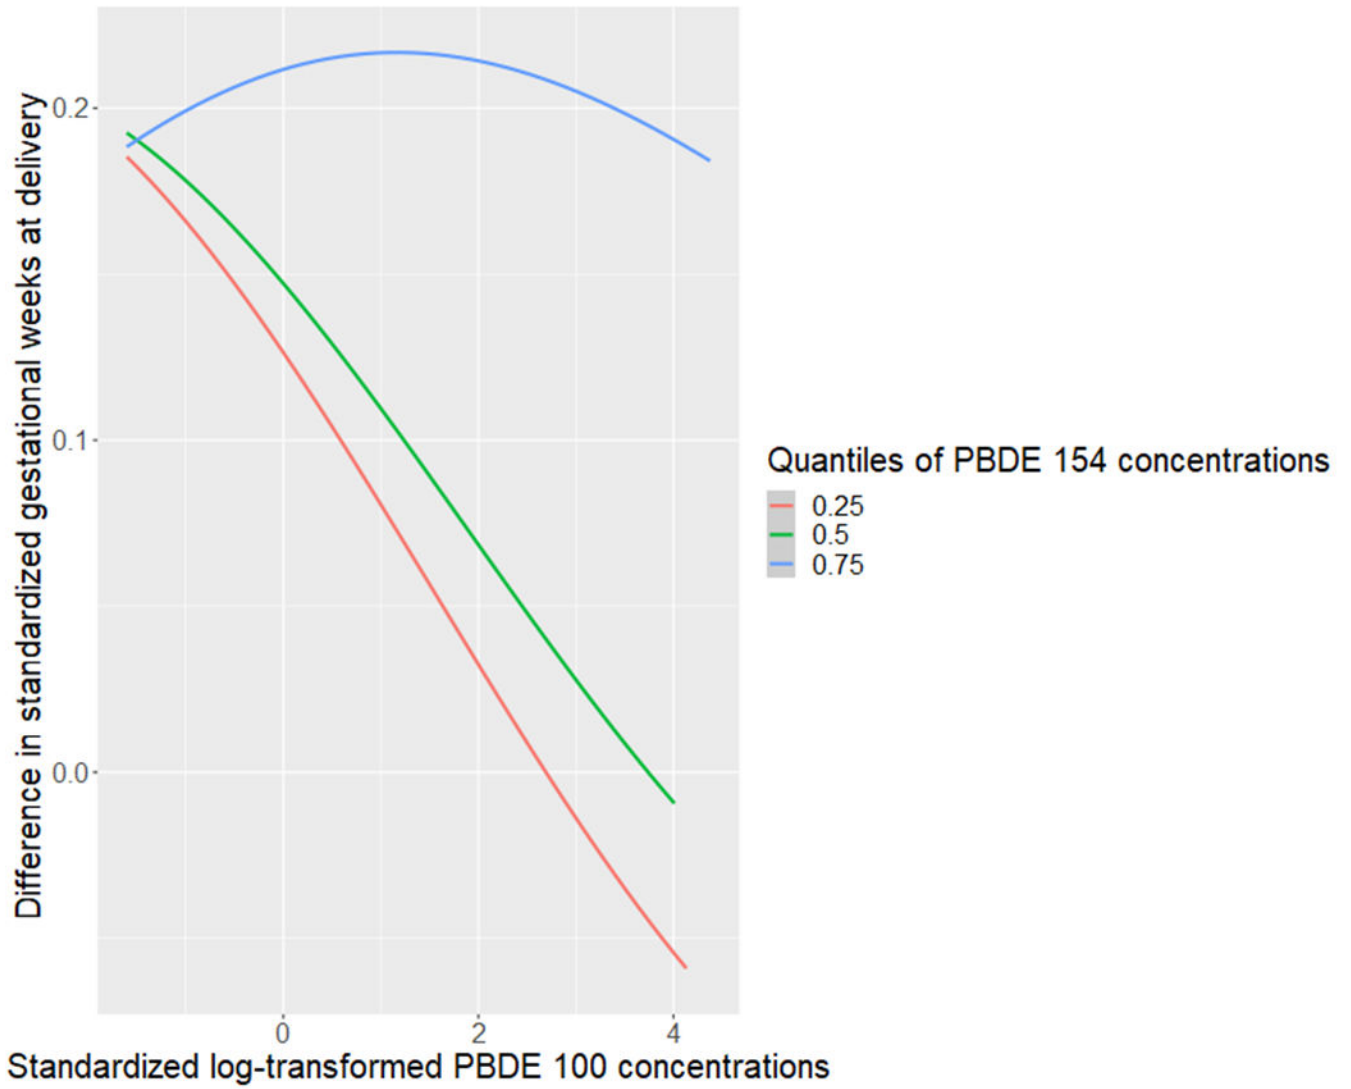 Difference in standardized gestational weeks at delivery
0.2
0.1
0.0
0 2 4
Standardized log-transformed PBDE 100 concentrations
Quantiles of PBDE 154 concentrations
0.25
0.5
0.75